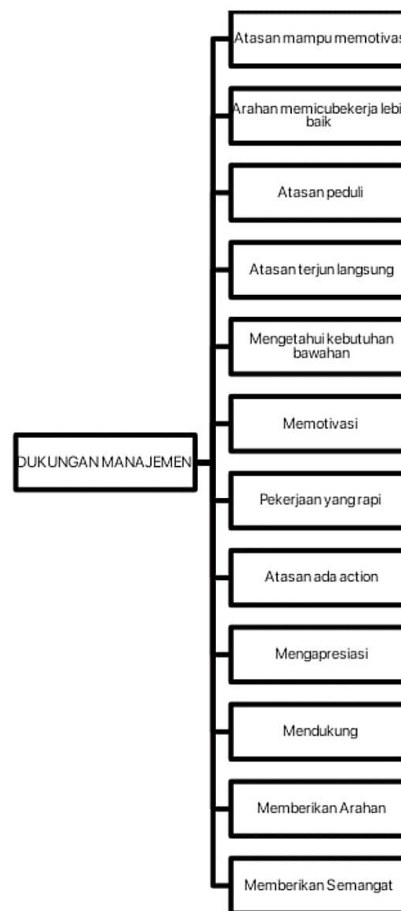 Atasan mampu memotivas
Arahan memicubekerja lebi
baik
Atasan peduli
Atasan terjun langsung
Mengetahui kebutuhan
bawahan
Memotivasi
DUKUNGAN MANAJEMEN
Pekerjaan yang rapi
Atasan ada action
Mengapresiasi
Mendukung
Memberikan Arahan
Memberikan Semangat